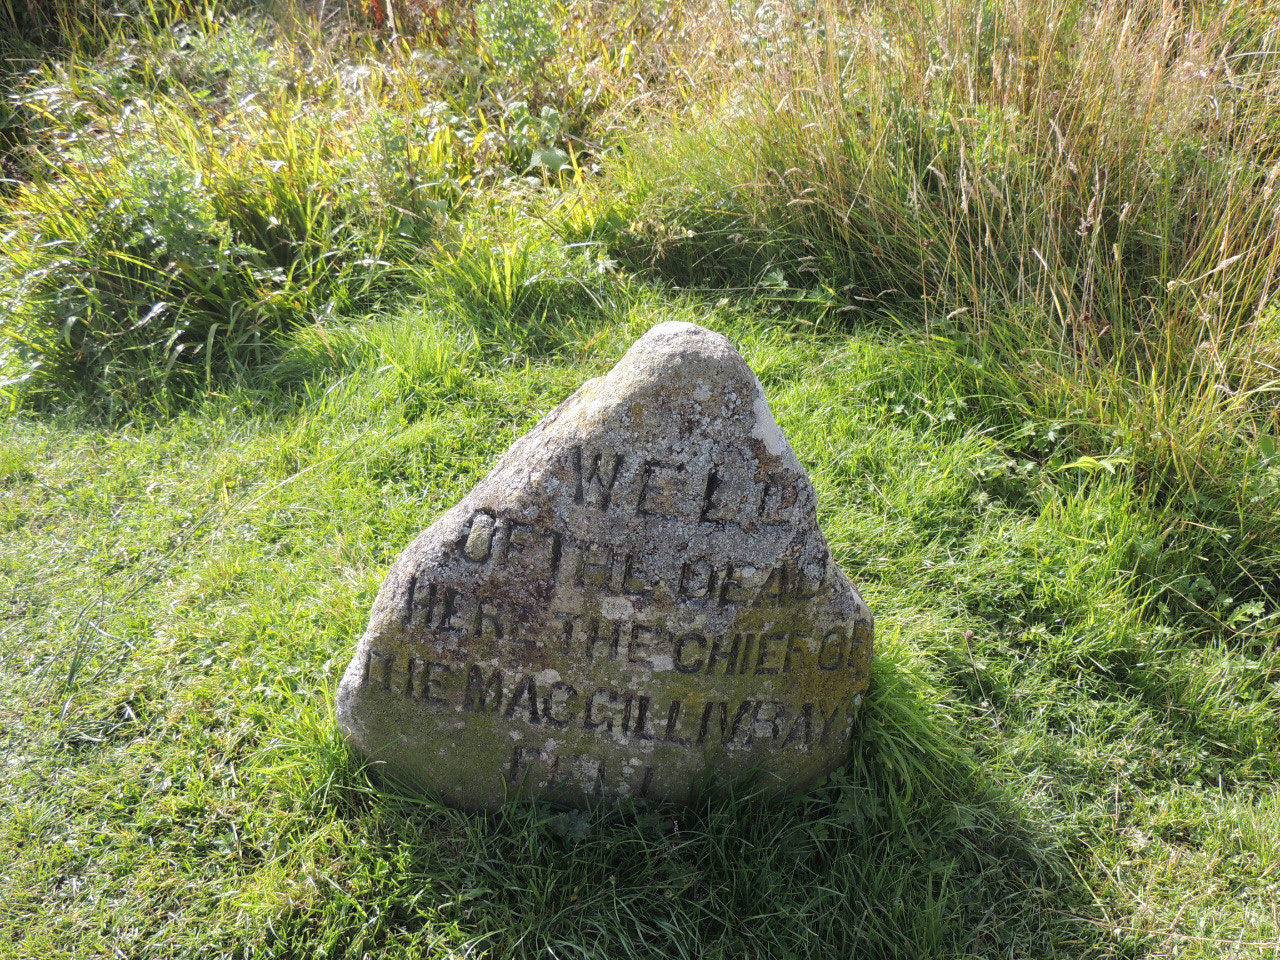 WELL
OF THE DEAD
HERE THE CHIEF OF
THE MACGILLIVRAYS
FELL